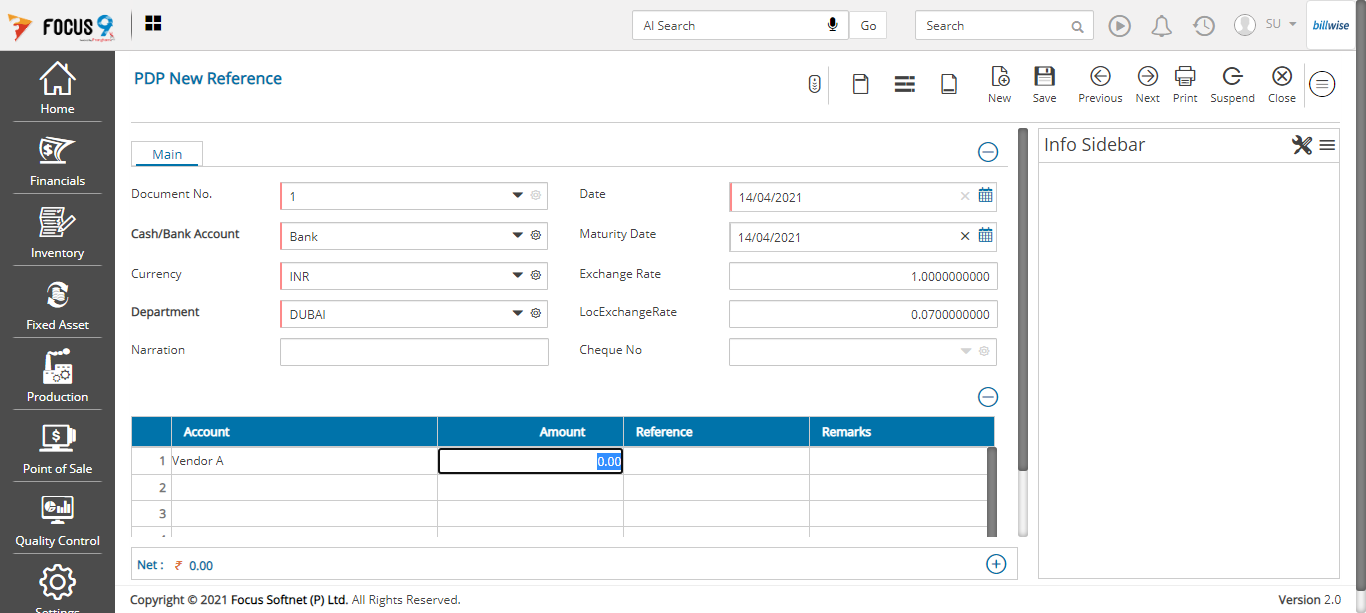 FOCUS 9
AI Search
Go
Search
SU
billwise
Home
Financials
Inventory
Fixed Asset
Production
Point of Sale
Quality Control
Settings
PDP New Reference
New
Save
Previous
Next
Print
Suspend
Close
Main
Document No. 1
Date 14/04/2021
Cash/Bank Account Bank
Maturity Date 14/04/2021
Currency INR
Exchange Rate 1.0000000000
Department DUBAI
LocExchangeRate 0.0700000000
Narration
Cheque No
Account Amount Reference Remarks
1 Vendor A 0.00
2
3
Net : ₹ 0.00
Info Sidebar
Copyright © 2021 Focus Softnet (P) Ltd. All Rights Reserved.
Version 2.0